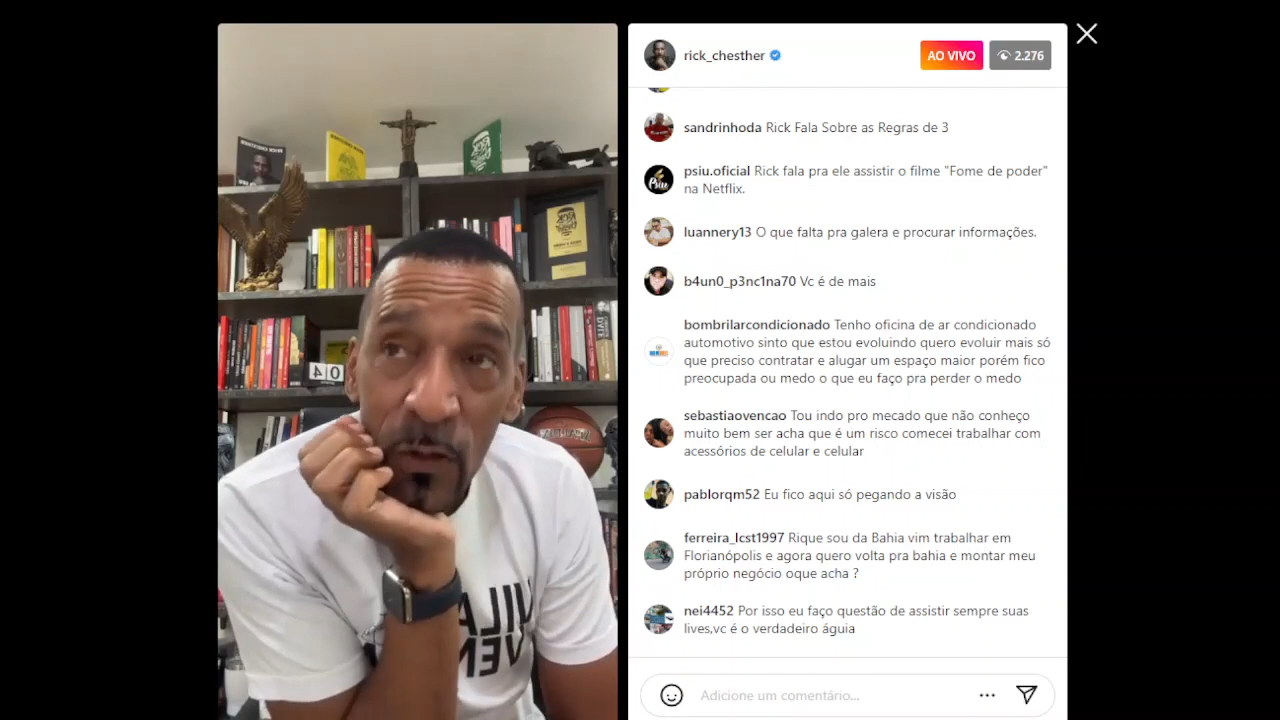 rick_chesther
AO VIVO
2.276
sandrinhoda Rick Fala Sobre as Regras de 3
psiu.oficial Rick fala pra ele assistir o filme "Fome de poder"
na Netflix.
luannery13 O que falta pra galera e procurar informações.
b4un0_p3nc1na70 Vc é de mais
bombrilarcondicionado Tenho oficina de ar condicionado
automotivo sinto que estou evoluindo quero evoluir mais só
que preciso contratar e alugar um espaço maior porém fico
preocupada ou medo o que eu faço pra perder o medo
sebastiaovencao Tou indo pro mecado que não conheço
muito bem ser acha que é um risco comecei trabalhar com
acessórios de celular e celular
pablorqm52 Eu fico aqui só pegando a visão
ferreira_lcst1997 Rique sou da Bahia vim trabalhar em
Florianópolis e agora quero volta pra bahia e montar meu
próprio negócio oque acha ?
nei4452 Por isso eu faço questão de assistir sempre suas
lives,vc é o verdadeiro águia
Adicione um comentário...
RICK CHESTHER
04
Psiu